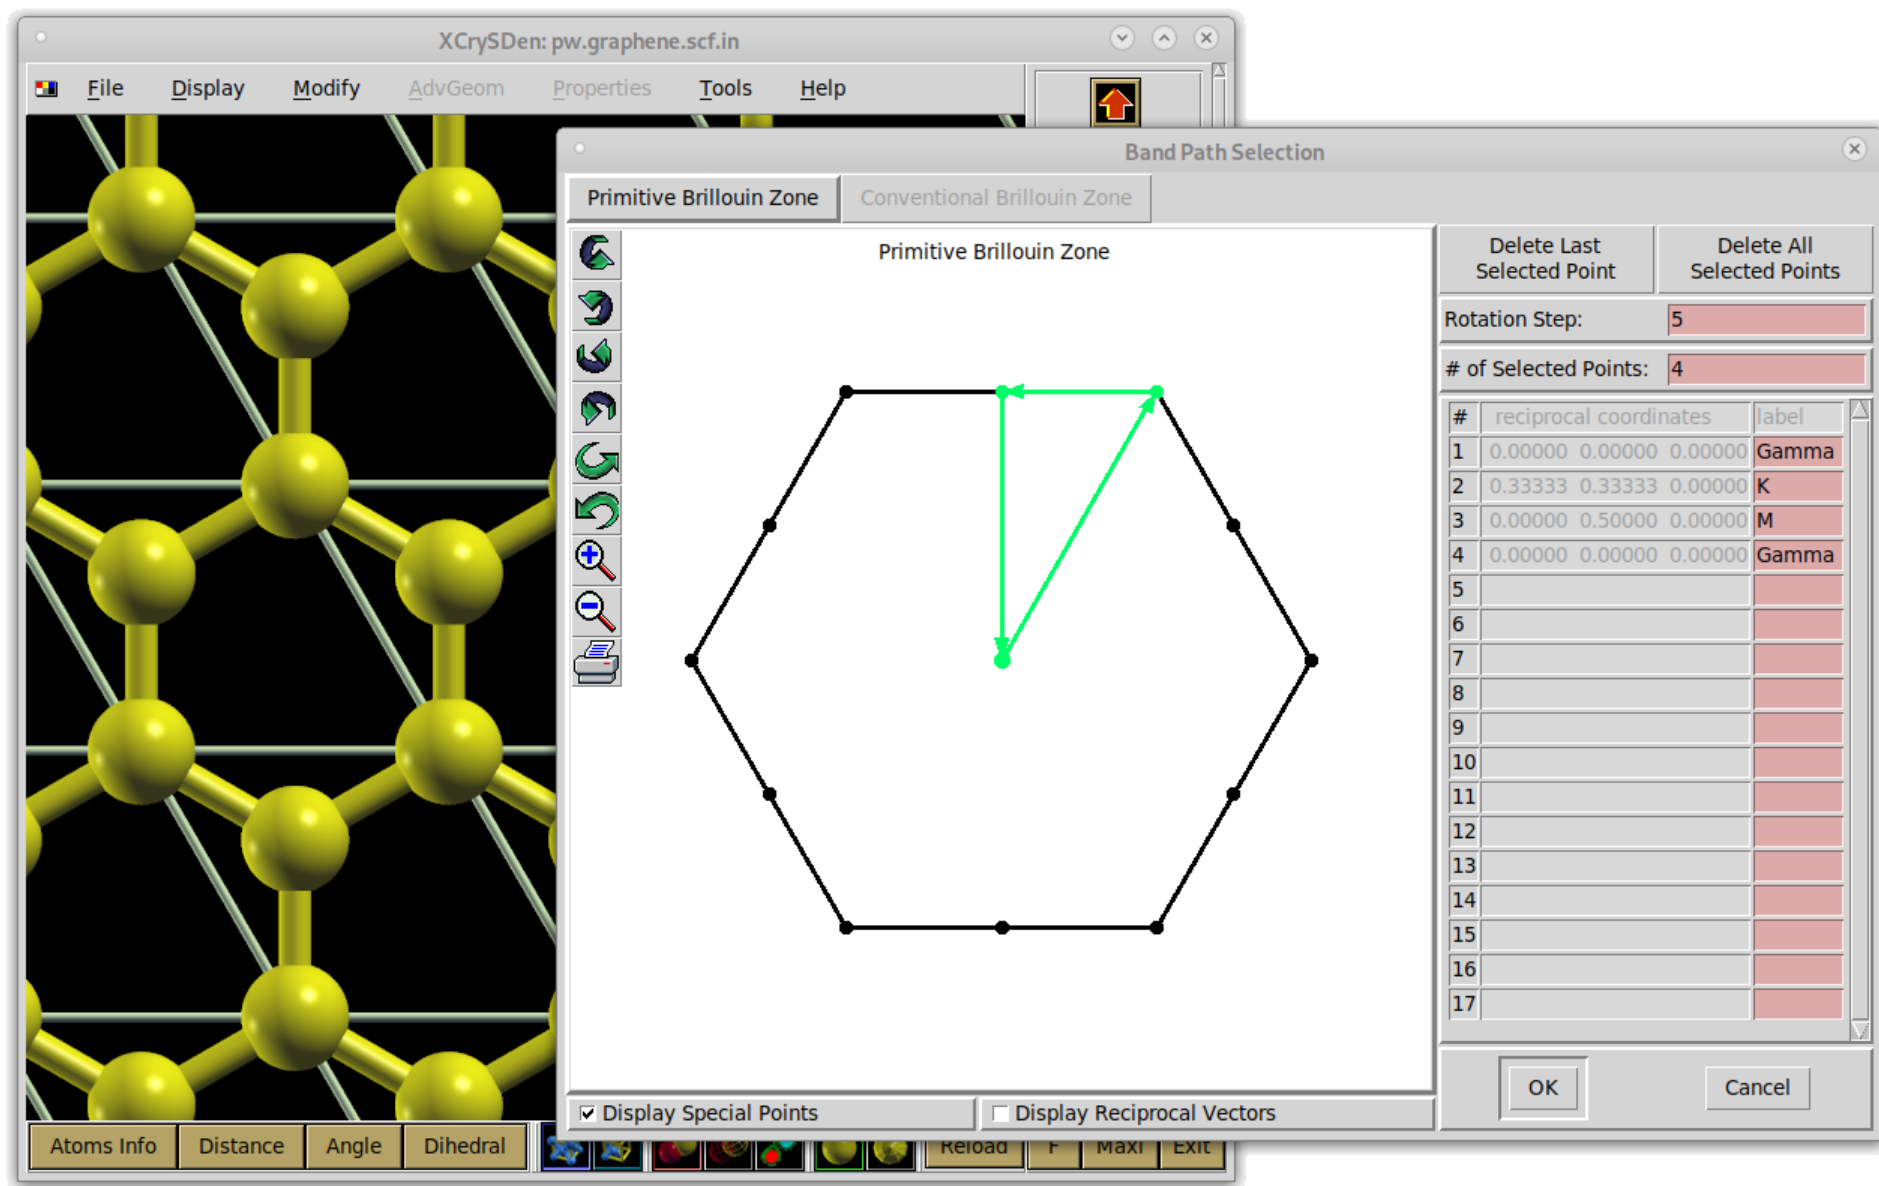 XCrySDen: pw.graphene.scf.in
File Display Modify AdvGeom Properties Tools Help
Band Path Selection
Primitive Brillouin Zone Conventional Brillouin Zone
Primitive Brillouin Zone
Delete Last
Selected Point
Delete All
Selected Points
Rotation Step: 5
# of Selected Points: 4
# reciprocal coordinates label
1 0.00000 0.00000 0.00000 Gamma
2 0.33333 0.33333 0.00000 K
3 0.00000 0.50000 0.00000 M
4 0.00000 0.00000 0.00000 Gamma
5
6
7
8
9
10
11
12
13
14
15
16
17
OK Cancel
Display Special Points Display Reciprocal Vectors
Atoms Info Distance Angle Dihedral Reload F Maxi Exit